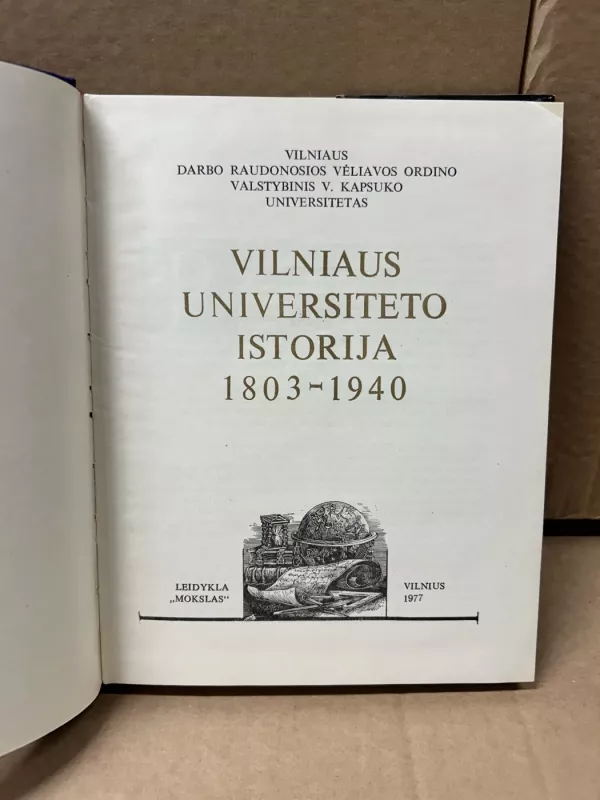 VILNIAUS
DARBO RAUDONOSIOS VĖLIAVOS ORDINO
VALSTYBINIS V. KAPSUKO
UNIVERSITETAS
VILNIAUS
UNIVERSITETO
ISTORIJA
1803-1940
LEIDYKLA
„MOKSLAS"
VILNIUS
1977